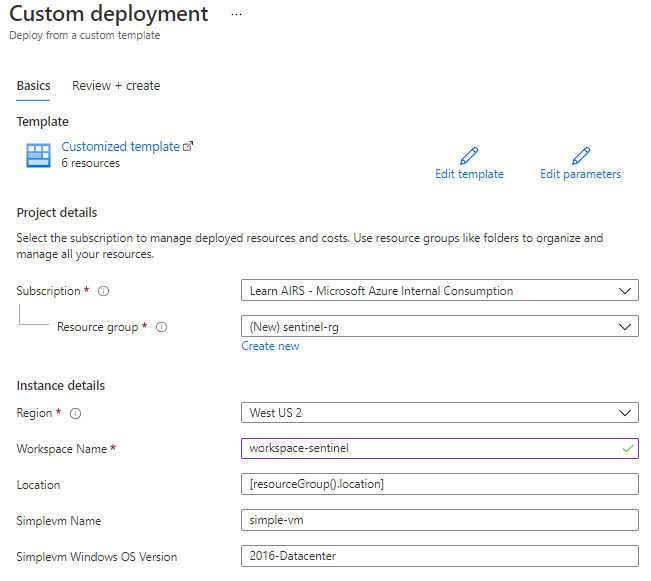 Custom deployment ...
Deploy from a custom template
Basics Review + create
Template
Customized template
6 resources
Edit template Edit parameters
Project details
Select the subscription to manage deployed resources and costs. Use resource groups like folders to organize and
manage all your resources.
Subscription * Learn AIRS - Microsoft Azure Internal Consumption
Resource group * (New) sentinel-rg
Create new
Instance details
Region * West US 2
Workspace Name * workspace-sentinel
Location [resourceGroup().location]
Simplevm Name simple-vm
Simplevm Windows OS Version 2016-Datacenter